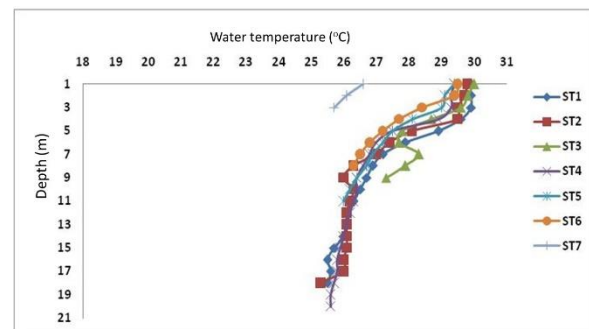 Water temperature (°C)
18 19 20 21 22 23 24 25 26 27 28 29 30 31
Depth (m)
1
3
5
7
9
11
13
15
17
19
21
ST1
ST2
ST3
ST4
ST5
ST6
ST7